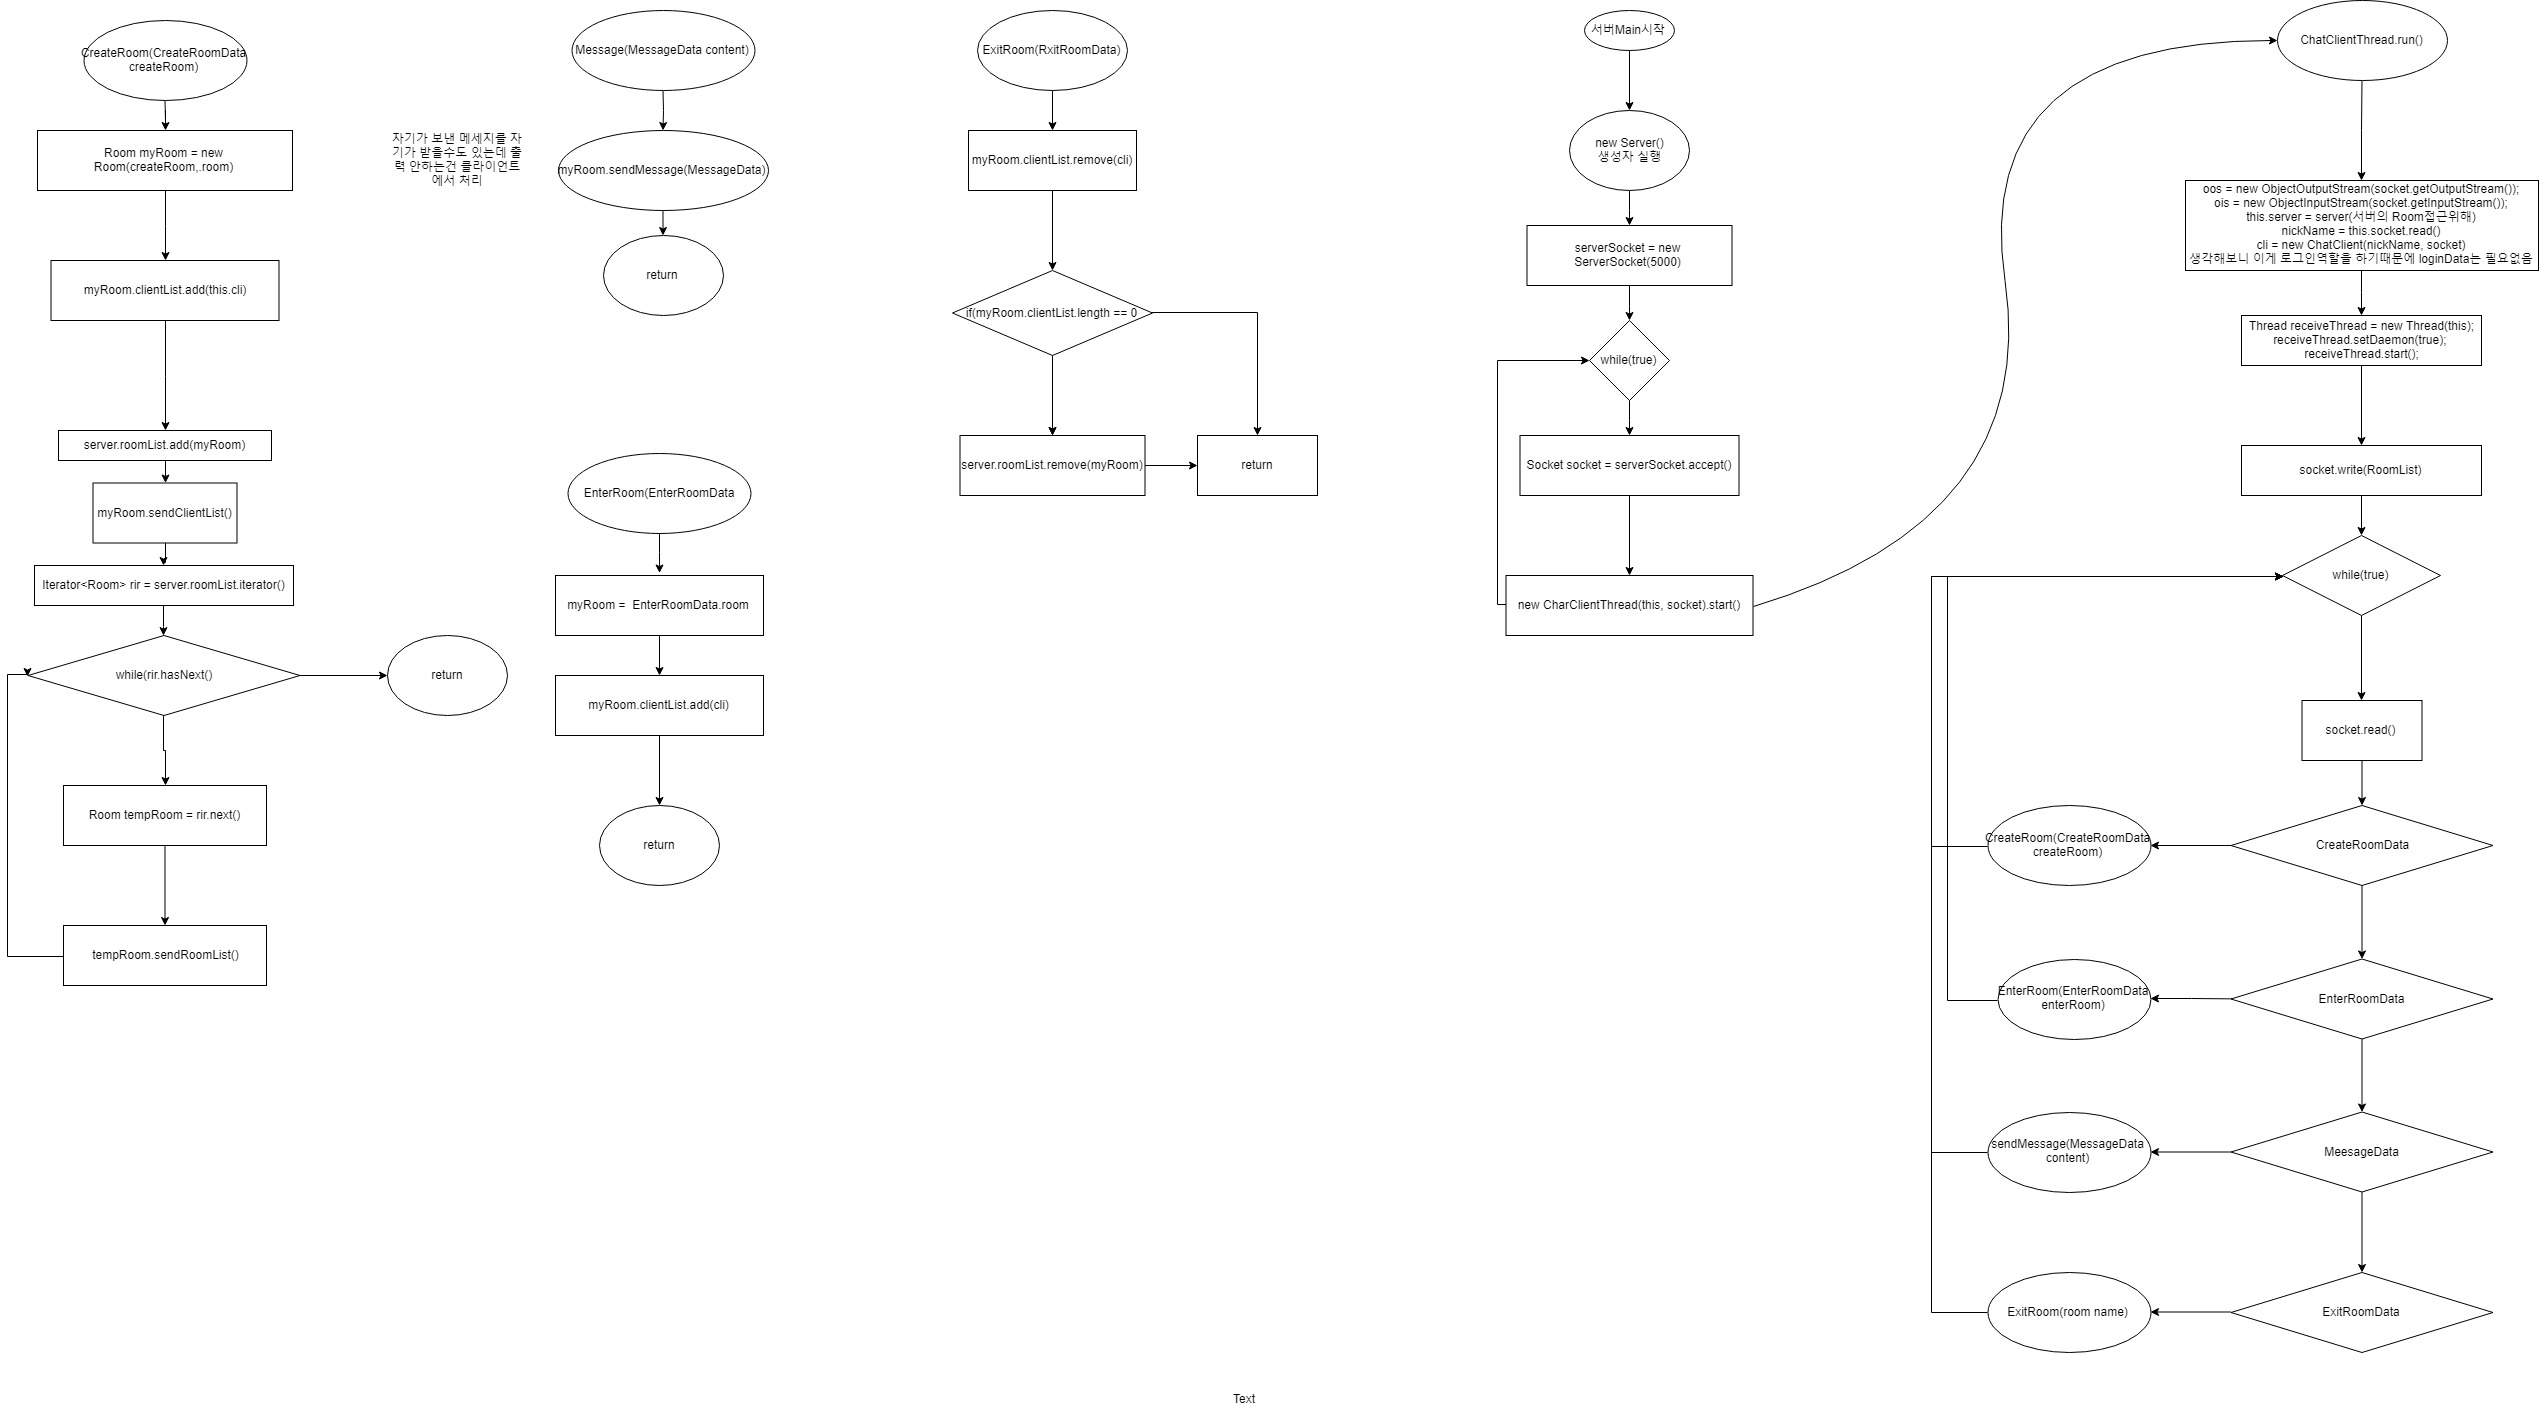 CreateRoom(CreateRoomData
createRoom)
Room myRoom = new
Room(createRoom,.room)
myRoom.clientList.add(this.cli)
server.roomList.add(myRoom)
myRoom.sendClientList()
Iterator<Room> rir = server.roomList.iterator()
while(rir.hasNext()
return
Room tempRoom = rir.next()
tempRoom.sendRoomList()
자기가 보낸 메세지를 자
기가 받을수도 있는데 출
력 안하는건 클라이언트
에서 처리
Message(MessageData content)
myRoom.sendMessage(MessageData)
return
EnterRoom(EnterRoomData
myRoom =  EnterRoomData.room
myRoom.clientList.add(cli)
return
ExitRoom(RxitRoomData)
myRoom.clientList.remove(cli)
if(myRoom.clientList.length == 0
server.roomList.remove(myRoom)
return
서버Main시작
new Server()
생성자 실행
serverSocket = new
ServerSocket(5000)
while(true)
Socket socket = serverSocket.accept()
new CharClientThread(this, socket).start()
ChatClientThread.run()
oos = new ObjectOutputStream(socket.getOutputStream());
ois = new ObjectInputStream(socket.getInputStream());
this.server = server(서버의 Room접근위해)
nickName = this.socket.read()
cli = new ChatClient(nickName, socket)
생각해보니 이게 로그인역할을 하기때문에 loginData는 필요없음
Thread receiveThread = new Thread(this);
receiveThread.setDaemon(true);
receiveThread.start();
socket.write(RoomList)
while(true)
socket.read()
CreateRoom(CreateRoomData
createRoom)
CreateRoomData
EnterRoom(EnterRoomData
enterRoom)
EnterRoomData
sendMessage(MessageData
content)
MeesageData
ExitRoom(room name)
ExitRoomData
Text